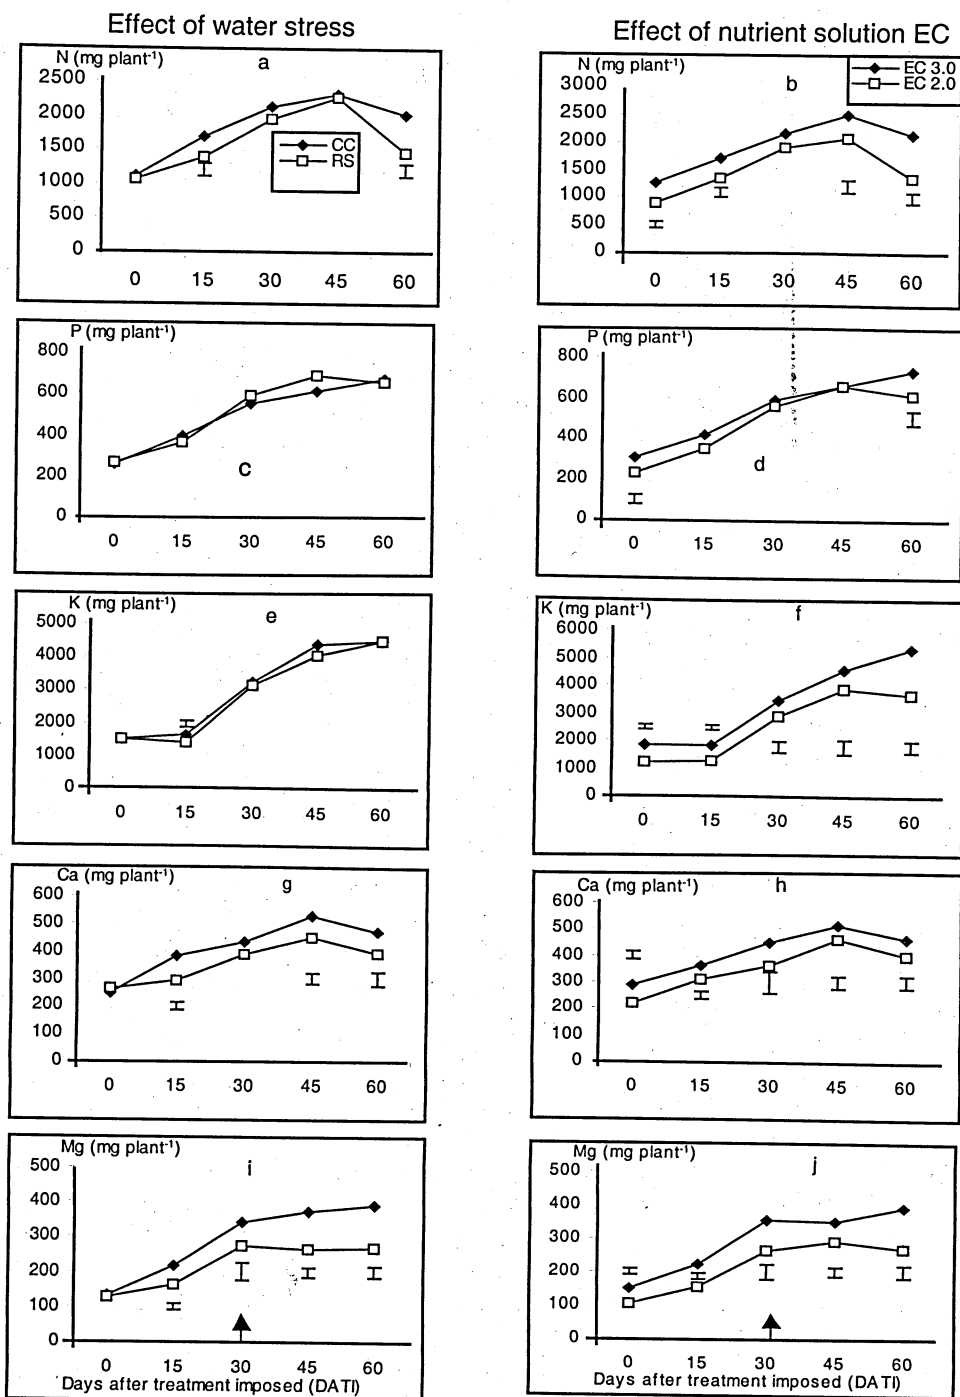 Effect of water stress
Effect of nutrient solution EC
N (mg plant-1)
a
2500
2000
1500
1000
500
0
CC
RS
0 15 30 45 60
N (mg plant-1)
b
EC 3.0
EC 2.0
3000
2500
2000
1500
1000
500
0
0 15 30 45 60
P (mg plant-1)
800
600
400
200
0
c
0 15 30 45 60
P (mg plant-1)
800
600
400
200
0
d
0 15 30 45 60
K (mg plant-1)
e
5000
4000
3000
2000
1000
0
0 15 30 45 60
K (mg plant-1)
f
6000
5000
4000
3000
2000
1000
0
0 15 30 45 60
Ca (mg plant-1)
g
600
500
400
300
200
100
0
0 15 30 45 60
Ca (mg plant-1)
h
600
500
400
300
200
100
0
0 15 30 45 60
Mg (mg plant-1)
i
500
400
300
200
100
0
0 15 30 45 60
Days after treatment imposed (DATI)
Mg (mg plant-1)
j
500
400
300
200
100
0
0 15 30 45 60
Days after treatment imposed (DATI)